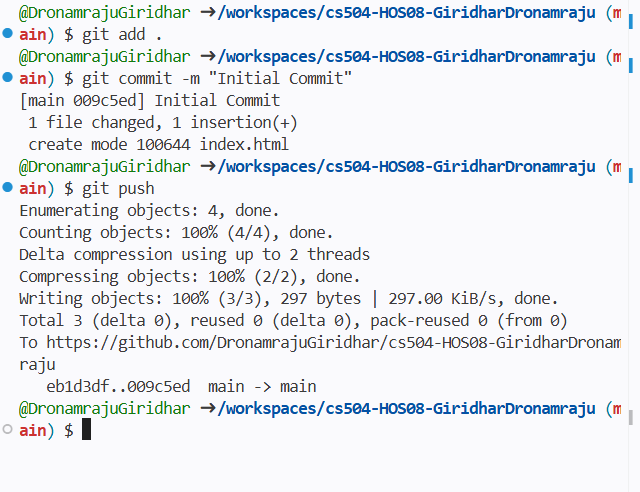 @DronamrajuGiridhar ➜/workspaces/cs504-HOS08-GiridharDronamraju (m
ain) $ git add .
@DronamrajuGiridhar ➜/workspaces/cs504-HOS08-GiridharDronamraju (m
ain) $ git commit -m "Initial Commit"
[main 009c5ed] Initial Commit
 1 file changed, 1 insertion(+)
 create mode 100644 index.html
@DronamrajuGiridhar ➜/workspaces/cs504-HOS08-GiridharDronamraju (m
ain) $ git push
Enumerating objects: 4, done.
Counting objects: 100% (4/4), done.
Delta compression using up to 2 threads
Compressing objects: 100% (2/2), done.
Writing objects: 100% (3/3), 297 bytes | 297.00 KiB/s, done.
Total 3 (delta 0), reused 0 (delta 0), pack-reused 0 (from 0)
To https://github.com/DronamrajuGiridhar/cs504-HOS08-GiridharDronam
raju
   eb1d3df..009c5ed  main -> main
@DronamrajuGiridhar ➜/workspaces/cs504-HOS08-GiridharDronamraju (m
ain) $